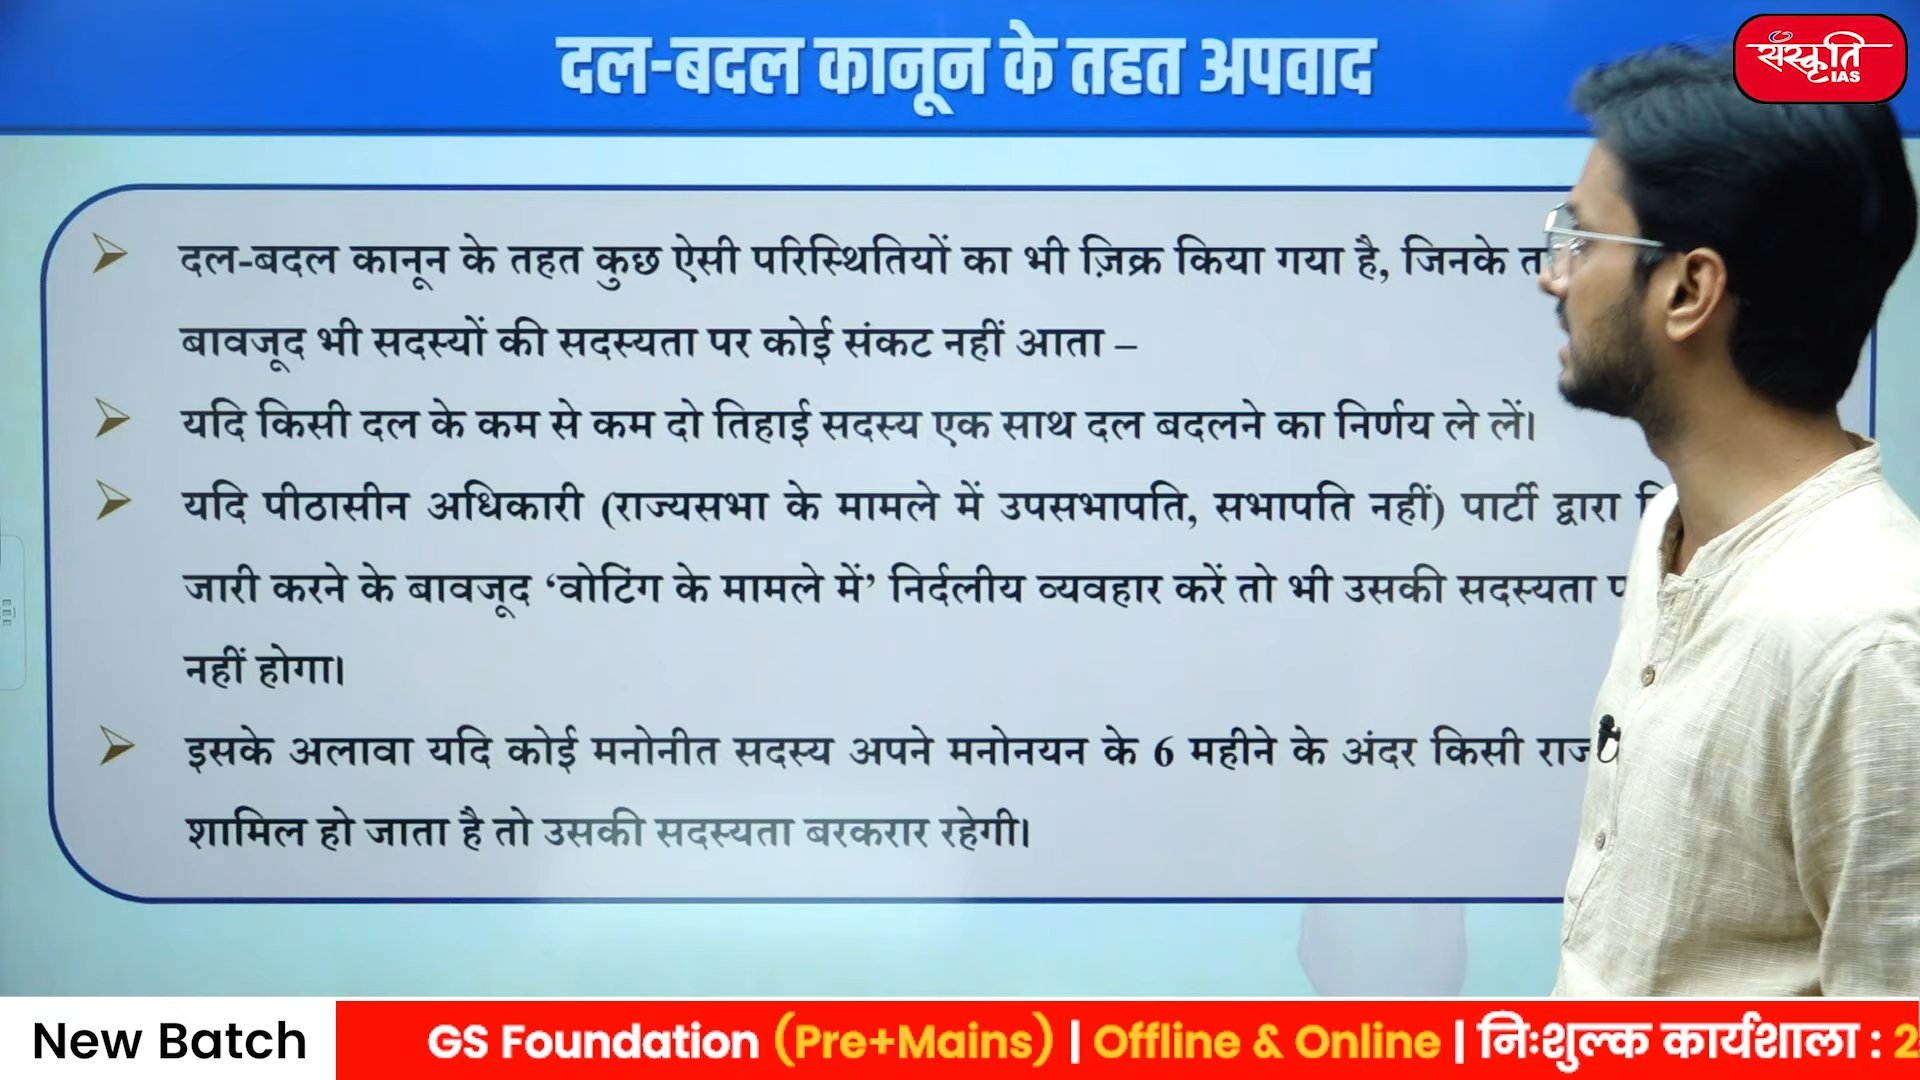 दल-बदल कानून के तहत अपवाद
संस्कृति
IAS
दल-बदल कानून के तहत कुछ ऐसी परिस्थितियों का भी ज़िक्र किया गया है, जिनके
बावजूद भी सदस्यों की सदस्यता पर कोई संकट नहीं आता –
यदि किसी दल के कम से कम दो तिहाई सदस्य एक साथ दल बदलने का निर्णय ले लें।
यदि पीठासीन अधिकारी (राज्यसभा के मामले में उपसभापति, सभापति नहीं) पार्टी द्वारा
जारी करने के बावजूद ‘वोटिंग के मामले में’ निर्दलीय व्यवहार करें तो भी उसकी सदस्यता
नहीं होगा।
इसके अलावा यदि कोई मनोनीत सदस्य अपने मनोनयन के 6 महीने के अंदर किसी
शामिल हो जाता है तो उसकी सदस्यता बरकरार रहेगी।
New Batch
GS Foundation (Pre+Mains) | Offline & Online | निःशुल्क कार्यशाला :